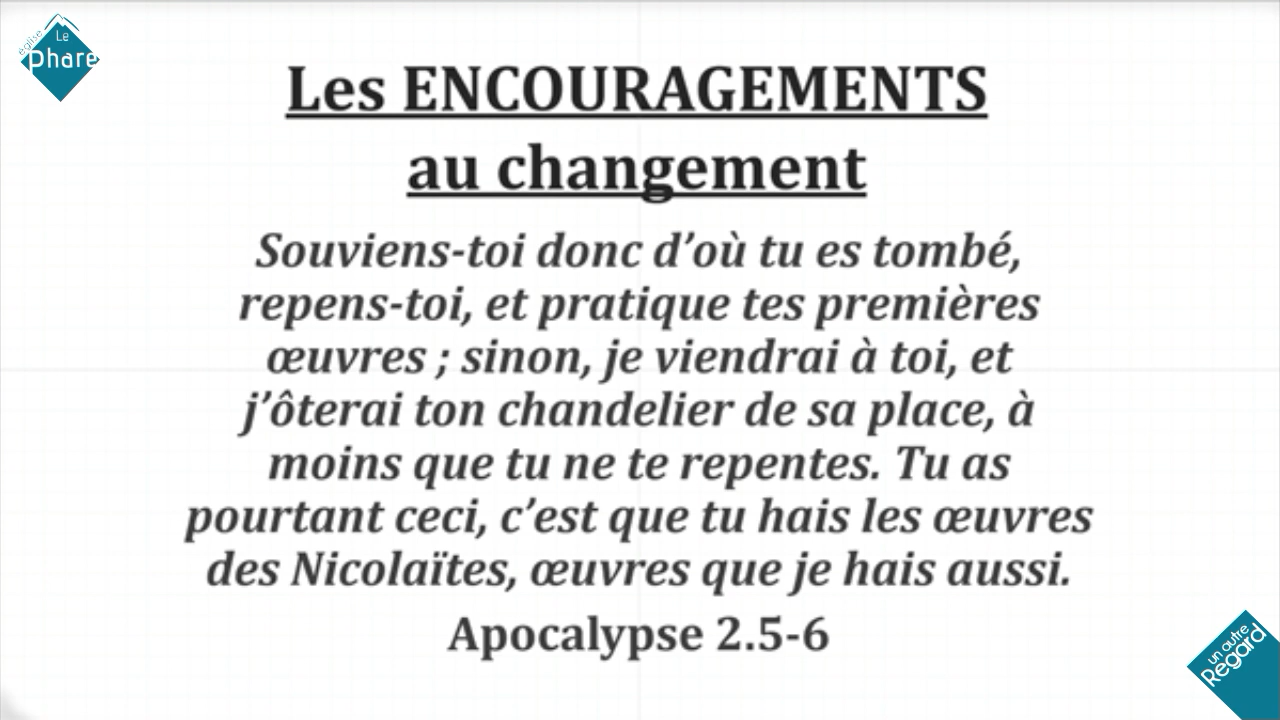 église
Le
phare
Les ENCOURAGEMENTS
au changement
Souviens-toi donc d’où tu es tombé,
repens-toi, et pratique tes premières
œuvres ; sinon, je viendrai à toi, et
j’ôterai ton chandelier de sa place, à
moins que tu ne te repentes. Tu as
pourtant ceci, c’est que tu hais les œuvres
des Nicolaïtes, œuvres que je hais aussi.
Apocalypse 2.5-6
un autre
Regard